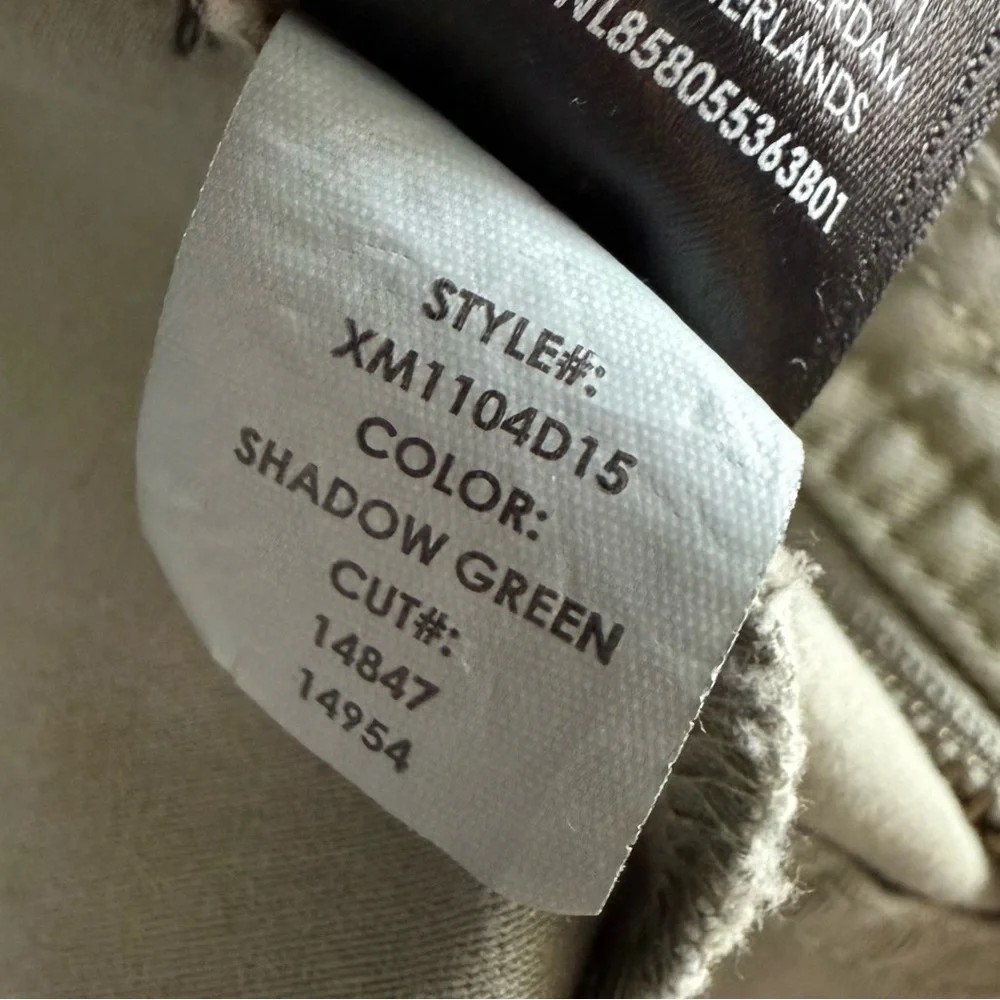 NL858055363B01
STYLE#:
XM1104D15
COLOR:
SHADOW GREEN
CUT#:
14847
14954